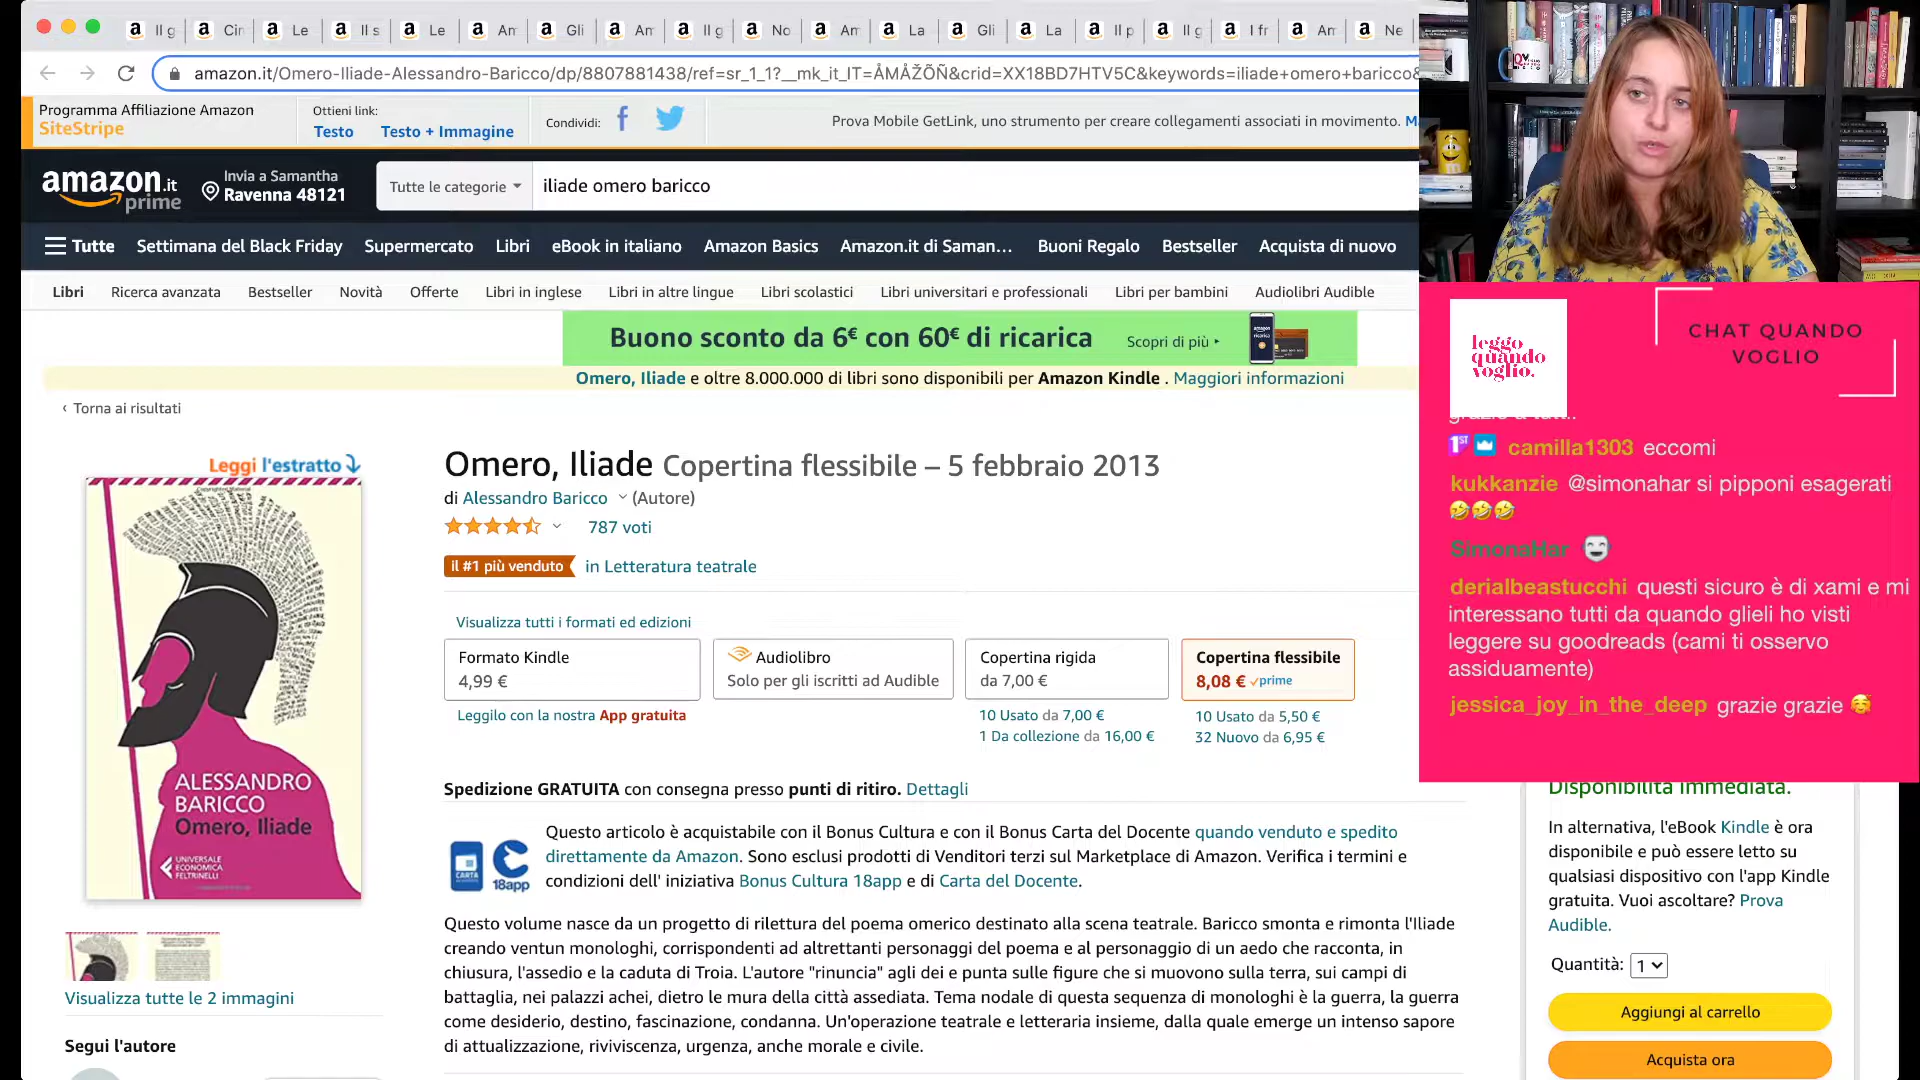 Il g
Cir
Le
Il s
Le
Am
Gli
Am
Il g
No
Am
La
Gli
La
Il p
Il g
I fr
Am
Ne
amazon.it/Omero-Iliade-Alessandro-Baricco/dp/8807881438/ref=sr_1_1?__mk_it_IT=ÅMÅŽÕÑ&crid=XX18BD7HTV5C&keywords=iliade+omero+baricco&
Programma Affiliazione Amazon
SiteStripe
Ottieni link:
Testo
Testo + Immagine
Condividi:
Prova Mobile GetLink, uno strumento per creare collegamenti associati in movimento. M
amazon.it
prime
Invia a Samantha
Ravenna 48121
Tutte le categorie
iliade omero baricco
Tutte
Settimana del Black Friday
Supermercato
Libri
eBook in italiano
Amazon Basics
Amazon.it di Saman…
Buoni Regalo
Bestseller
Acquista di nuovo
Libri
Ricerca avanzata
Bestseller
Novità
Offerte
Libri in inglese
Libri in altre lingue
Libri scolastici
Libri universitari e professionali
Libri per bambini
Audiolibri Audible
Buono sconto da 6€ con 60€ di ricarica
Scopri di più ▸
Omero, Iliade e oltre 8.000.000 di libri sono disponibili per Amazon Kindle . Maggiori informazioni
‹ Torna ai risultati
Leggi l'estratto
ALESSANDRO
BARICCO
Omero, Iliade
UNIVERSALE
ECONOMICA
FELTRINELLI
Visualizza tutte le 2 immagini
Segui l'autore
Omero, Iliade Copertina flessibile – 5 febbraio 2013
di Alessandro Baricco (Autore)
787 voti
il #1 più venduto in Letteratura teatrale
Visualizza tutti i formati ed edizioni
Formato Kindle
4,99 €
Leggilo con la nostra App gratuita
Audiolibro
Solo per gli iscritti ad Audible
Copertina rigida
da 7,00 €
10 Usato da 7,00 €
1 Da collezione da 16,00 €
Copertina flessibile
8,08 € prime
10 Usato da 5,50 €
32 Nuovo da 6,95 €
Spedizione GRATUITA con consegna presso punti di ritiro. Dettagli
CARTA
18app
Questo articolo è acquistabile con il Bonus Cultura e con il Bonus Carta del Docente quando venduto e spedito
direttamente da Amazon. Sono esclusi prodotti di Venditori terzi sul Marketplace di Amazon. Verifica i termini e
condizioni dell' iniziativa Bonus Cultura 18app e di Carta del Docente.
Questo volume nasce da un progetto di rilettura del poema omerico destinato alla scena teatrale. Baricco smonta e rimonta l'Iliade
creando ventun monologhi, corrispondenti ad altrettanti personaggi del poema e al personaggio di un aedo che racconta, in
chiusura, l'assedio e la caduta di Troia. L'autore "rinuncia" agli dei e punta sulle figure che si muovono sulla terra, sui campi di
battaglia, nei palazzi achei, dietro le mura della città assediata. Tema nodale di questa sequenza di monologhi è la guerra, la guerra
come desiderio, destino, fascinazione, condanna. Un'operazione teatrale e letteraria insieme, dalla quale emerge un intenso sapore
di attualizzazione, riviviscenza, urgenza, anche morale e civile.
leggo
quando
voglio.
CHAT QUANDO
VOGLIO
camilla1303 eccomi
kukkanzie @simonahar si pipponi esagerati
🤣🤣🤣
SimonaHar
derialbeastucchi questi sicuro è di xami e mi
interessano tutti da quando glieli ho visti
leggere su goodreads (cami ti osservo
assiduamente)
jessica_joy_in_the_deep grazie grazie 🥰
Disponibilità immediata.
In alternativa, l'eBook Kindle è ora
disponibile e può essere letto su
qualsiasi dispositivo con l'app Kindle
gratuita. Vuoi ascoltare? Prova
Audible.
Quantità: 1
Aggiungi al carrello
Acquista ora